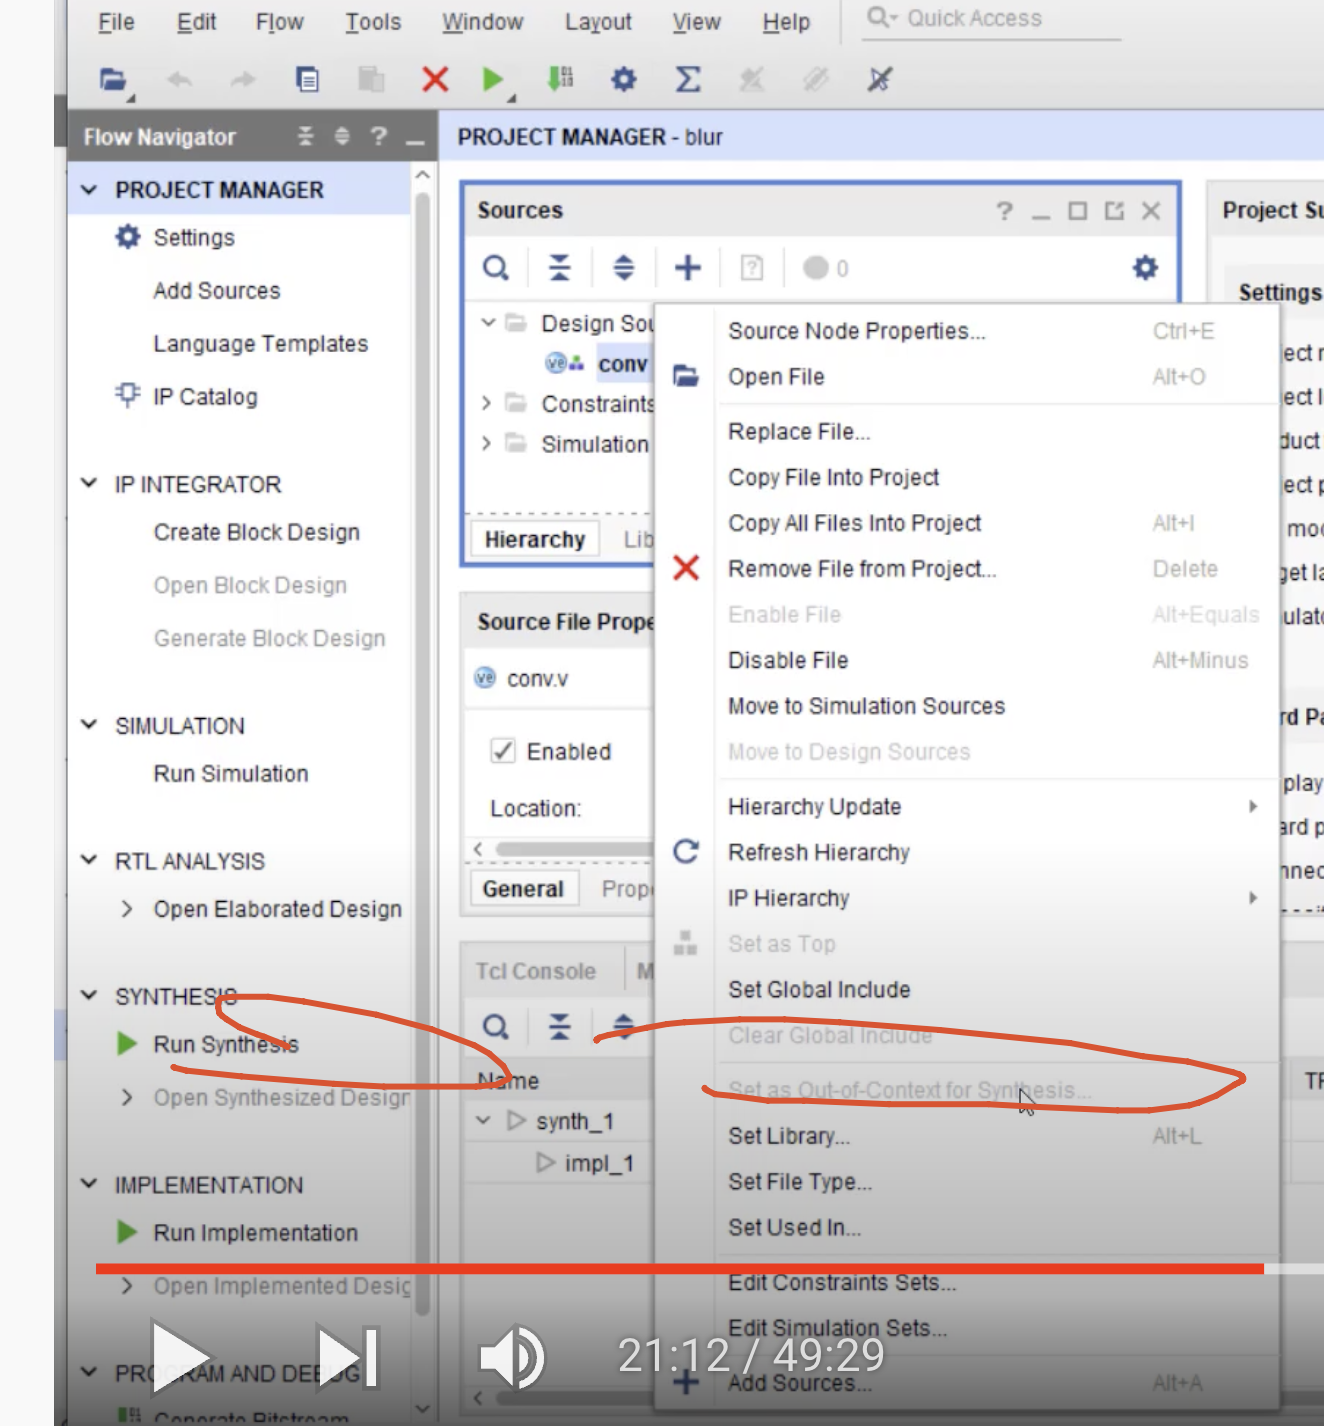 File Edit Flow Tools Window Layout View Help Quick Access
Flow Navigator ? PROJECT MANAGER - blur
PROJECT MANAGER
Settings
Add Sources
Language Templates
IP Catalog
IP INTEGRATOR
Create Block Design
Open Block Design
Generate Block Design
SIMULATION
Run Simulation
RTL ANALYSIS
Open Elaborated Design
SYNTHESIS
Run Synthesis
Open Synthesized Design
IMPLEMENTATION
Run Implementation
Open Implemented Desig
PROGRAM AND DEBUG
Generate Bitstream
Sources ?
0
Design Sou
conv
Constraints
Simulation
Hierarchy Lib
Source File Prope
conv.v
Enabled
Location:
General Prope
Tcl Console M
Name
synth_1
impl_1
Source Node Properties... Ctrl+E
Open File Alt+O
Replace File...
Copy File Into Project
Copy All Files Into Project Alt+I
Remove File from Project... Delete
Enable File Alt+Equals
Disable File Alt+Minus
Move to Simulation Sources
Move to Design Sources
Hierarchy Update
Refresh Hierarchy
IP Hierarchy
Set as Top
Set Global Include
Clear Global Include
Set as Out-of-Context for Synthesis...
Set Library... Alt+L
Set File Type...
Set Used In...
Edit Constraints Sets...
Edit Simulation Sets...
Add Sources... Alt+A
Project Su
Settings
ect
ect
duct
ect p
mod
get la
ulato
rd Pa
play
ard p
nnec
TP
21:12 / 49:29